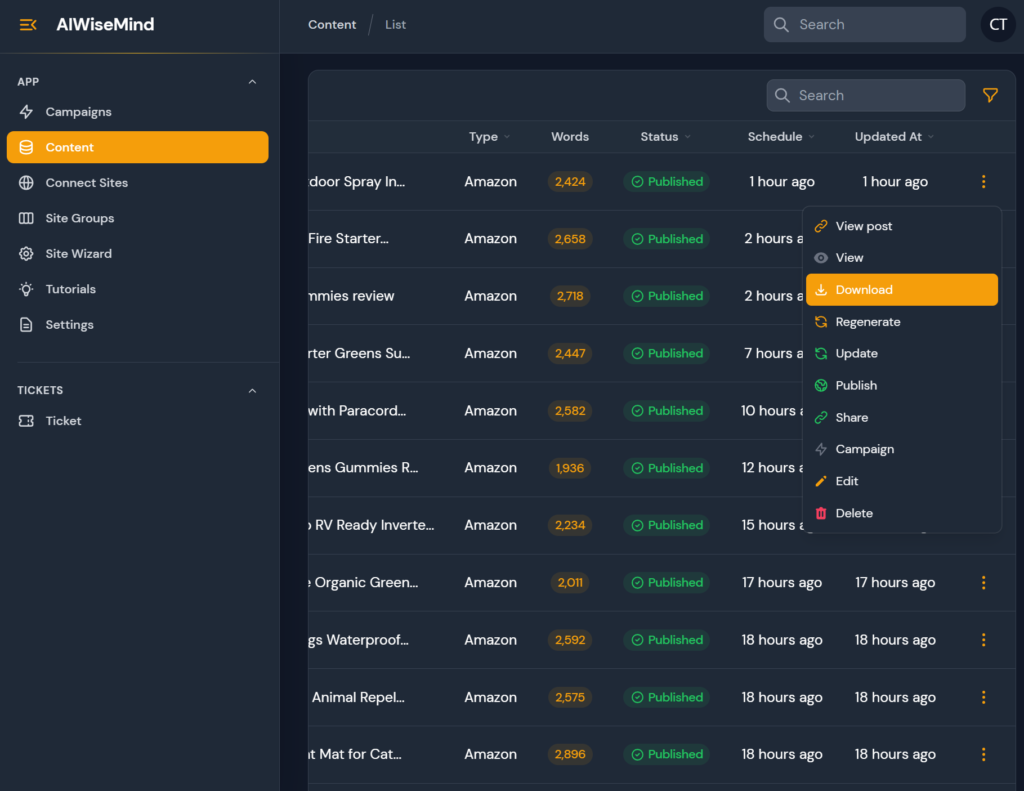 AIWiseMind
Content / List
Search
CT
APP
Campaigns
Content
Connect Sites
Site Groups
Site Wizard
Tutorials
Settings
TICKETS
Ticket
Search
Type Words Status Schedule Updated At
door Spray In... Amazon 2,424 Published 1 hour ago 1 hour ago
Fire Starter... Amazon 2,658 Published 2 hours a
mmies review Amazon 2,718 Published 2 hours a
rter Greens Su... Amazon 2,447 Published 7 hours a
with Paracord... Amazon 2,582 Published 10 hours a
ens Gummies R... Amazon 1,936 Published 12 hours a
RV Ready Inverte... Amazon 2,234 Published 15 hours a
Organic Green... Amazon 2,011 Published 17 hours ago 17 hours ago
gs Waterproof... Amazon 2,592 Published 18 hours ago 18 hours ago
Animal Repel... Amazon 2,575 Published 18 hours ago 18 hours ago
t Mat for Cat... Amazon 2,896 Published 18 hours ago 18 hours ago
View post
View
Download
Regenerate
Update
Publish
Share
Campaign
Edit
Delete